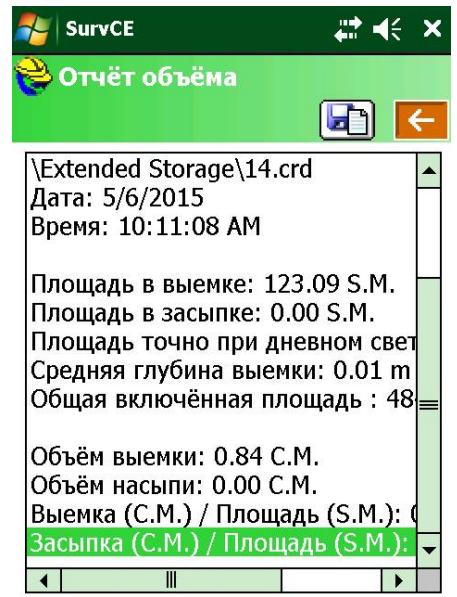 SurvCE
Отчёт объёма
\Extended Storage\14.crd
Дата: 5/6/2015
Время: 10:11:08 AM
Площадь в выемке: 123.09 S.M.
Площадь в засыпке: 0.00 S.M.
Площадь точно при дневном свет
Средняя глубина выемки: 0.01 m
Общая включённая площадь : 48
Объём выемки: 0.84 C.M.
Объём насыпи: 0.00 C.M.
Выемка (C.M.) / Площадь (S.M.):
Засыпка (C.M.) / Площадь (S.M.):